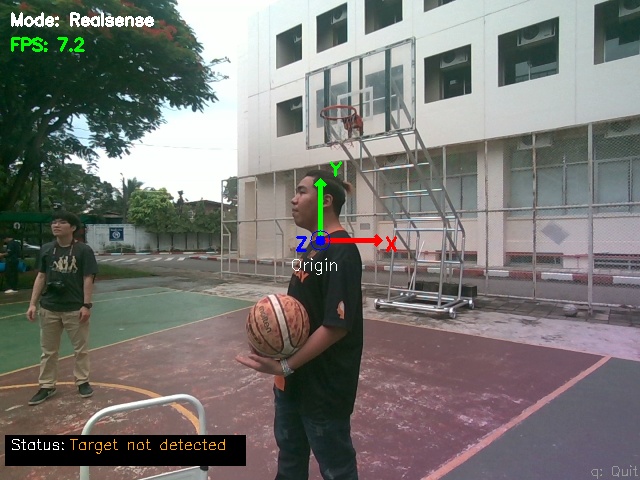 Mode: Realsense
FPS: 7.2
Y
Z
X
Origin
Status: Target not detected
q: Quit